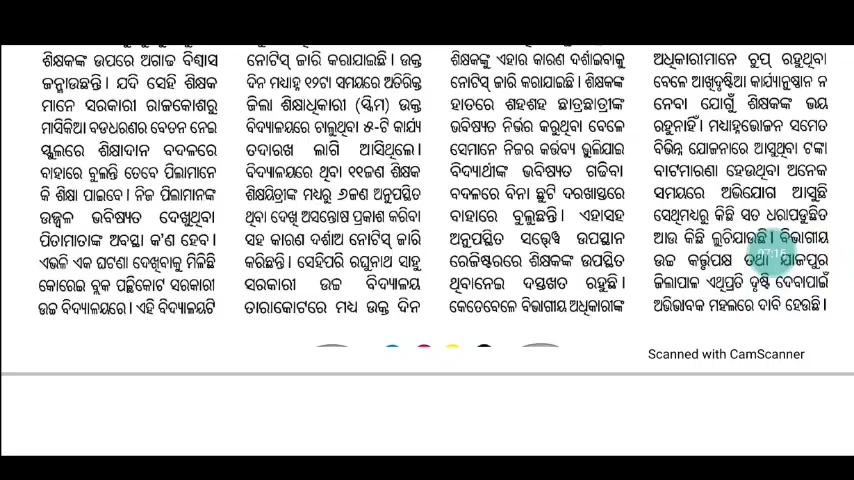 ଶିକ୍ଷକଙ୍କ ଉପରେ ଅଗାଢ ବିଶ୍ବାସ
ଜନ୍ମାଉଛନ୍ତି। ଯଦି ସେହି ଶିକ୍ଷକ
ମାନେ ସରକାରୀ ରାଜକୋଶରୁ
ମାସିକିଆ ବଡଧରଣର ବେତନ ନେଇ
ସ୍କୁଲରେ ଶିକ୍ଷାଦାନ ବଦଳରେ
ବାହାରେ ବୁଲନ୍ତି ତେବେ ପିଲାମାନେ
କି ଶିକ୍ଷା ପାଇବେ। ନିଜ ପିଲାମାନଙ୍କ
ଉଜ୍ଜ୍ୱଳ ଭବିଷ୍ୟତ ଦେଖୁଥିବା
ପିତାମାତାଙ୍କ ଅବସ୍ଥା କ'ଣ ହେବ।
ଏଭଳି ଏକ ଘଟଣା ଦେଖିବାକୁ ମିଳିଛି
କୋରେଇ ବ୍ଲକ ପଚ୍ଛିକୋଟ ସରକାରୀ
ଉଚ୍ଚ ବିଦ୍ୟାଳୟରେ। ଏହି ବିଦ୍ୟାଳୟଟି
ନୋଟିସ୍ ଜାରି କରାଯାଇଛି। ଉକ୍ତ
ଦିନ ମଧ୍ୟାହ୍ନ ୧୨ଟା ସମୟରେ ଅତିରିକ୍ତ
ଜିଲା ଶିକ୍ଷାଧିକାରୀ (ସ୍କିମ) ଉକ୍ତ
ବିଦ୍ୟାଳୟରେ ଚାଲୁଥିବା ୫-ଟି କାର୍ଯ୍ୟ
ତଦାରଖ ଲାଗି ଆସିଥିଲେ।
ବିଦ୍ୟାଳୟରେ ଥିବା ୧୧ଜଣ ଶିକ୍ଷକ
ଶିକ୍ଷୟିତ୍ରୀଙ୍କ ମଧ୍ୟରୁ ୬ଜଣ ଅନୁପସ୍ଥିତ
ଥିବା ଦେଖି ଅସନ୍ତୋଷ ପ୍ରକାଶ କରିବା
ସହ କାରଣ ଦର୍ଶାଅ ନୋଟିସ୍ ଜାରି
କରିଛନ୍ତି। ସେହିପରି ରଘୁନାଥ ସାହୁ
ସରକାରୀ ଉଚ୍ଚ ବିଦ୍ୟାଳୟ
ତାରାକୋଟରେ ମଧ୍ୟ ଉକ୍ତ ଦିନ
ଶିକ୍ଷକଙ୍କୁ ଏହାର କାରଣ ଦର୍ଶାଇବାକୁ
ନୋଟିସ୍ ଜାରି କରାଯାଇଛି। ଶିକ୍ଷକଙ୍କ
ହାତରେ ଶହଶହ ଛାତ୍ରଛାତ୍ରୀଙ୍କ
ଭବିଷ୍ୟତ ନିର୍ଭର କରୁଥିବା ବେଳେ
ସେମାନେ ନିଜର କର୍ତ୍ତବ୍ୟ ଭୁଲିଯାଇ
ବିଦ୍ୟାର୍ଥୀଙ୍କ ଭବିଷ୍ୟତ ଗଢିବା
ବଦଳରେ ବିନା ଛୁଟି ଦରଖାସ୍ତରେ
ବାହାରେ ବୁଲୁଛନ୍ତି। ଏହାସହ
ଅନୁପସ୍ଥିତ ସତ୍ତ୍ୱେ ଉପସ୍ଥାନ
ରେଜିଷ୍ଟରରେ ଶିକ୍ଷକଙ୍କ ଉପସ୍ଥିତ
ଥିବାନେଇ ଦସ୍ତଖତ ରହୁଛି।
କେତେବେଳେ ବିଭାଗୀୟ ଅଧିକାରୀଙ୍କ
ଅଧିକାରୀମାନେ ଚୁପ୍ ରହୁଥିବା
ବେଳେ ଆଖିଦୃଷ୍ଟିଆ କାର୍ଯ୍ୟାନୁଷ୍ଠାନ ନ
ନେବା ଯୋଗୁଁ ଶିକ୍ଷକଙ୍କ ଭୟ
ରହୁନାହିଁ। ମଧ୍ୟାହ୍ନଭୋଜନ ସମେତ
ବିଭିନ୍ନ ଯୋଜନାରେ ଆସୁଥିବା ଟଙ୍କା
ବାଟମାରଣା ହେଉଥିବା ଅନେକ
ସମୟରେ ଅଭିଯୋଗ ଆସୁଛି
ସେଥିମଧ୍ୟରୁ କିଛି ସତ ଧରାପଡୁଛିତ
ଆଉ କିଛି ଲୁଚିଯାଉଛି। ବିଭାଗୀୟ
ଉଚ୍ଚ କର୍ତ୍ତୃପକ୍ଷ ତଥା ଯାଜପୁର
ଜିଲାପାଳ ଏଥିପ୍ରତି ଦୃଷ୍ଟି ଦେବାପାଇଁ
ଅଭିଭାବକ ମହଲରେ ଦାବି ହେଉଛି।
07:16
Scanned with CamScanner